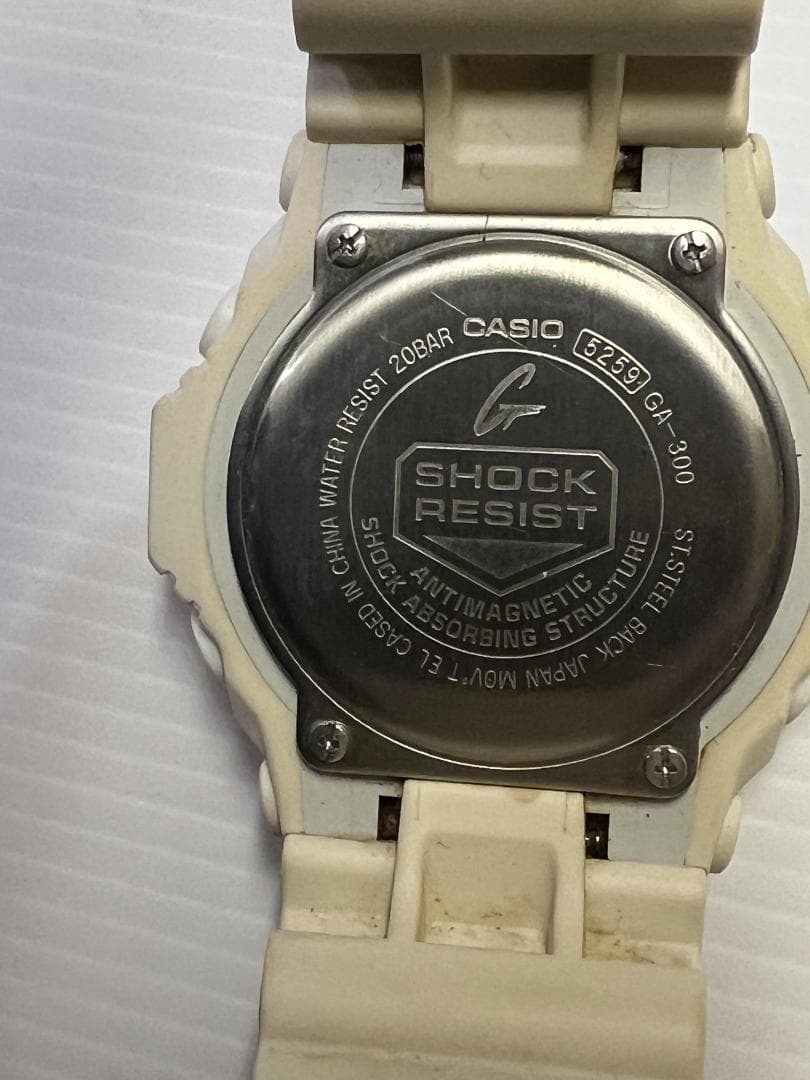 CASIO 5259 GA-300
ST.STEEL BACK JAPAN MOV'T EL CASED IN CHINA WATER RESIST 20BAR
G
SHOCK
RESIST
ANTIMAGNETIC
SHOCK ABSORBING STRUCTURE